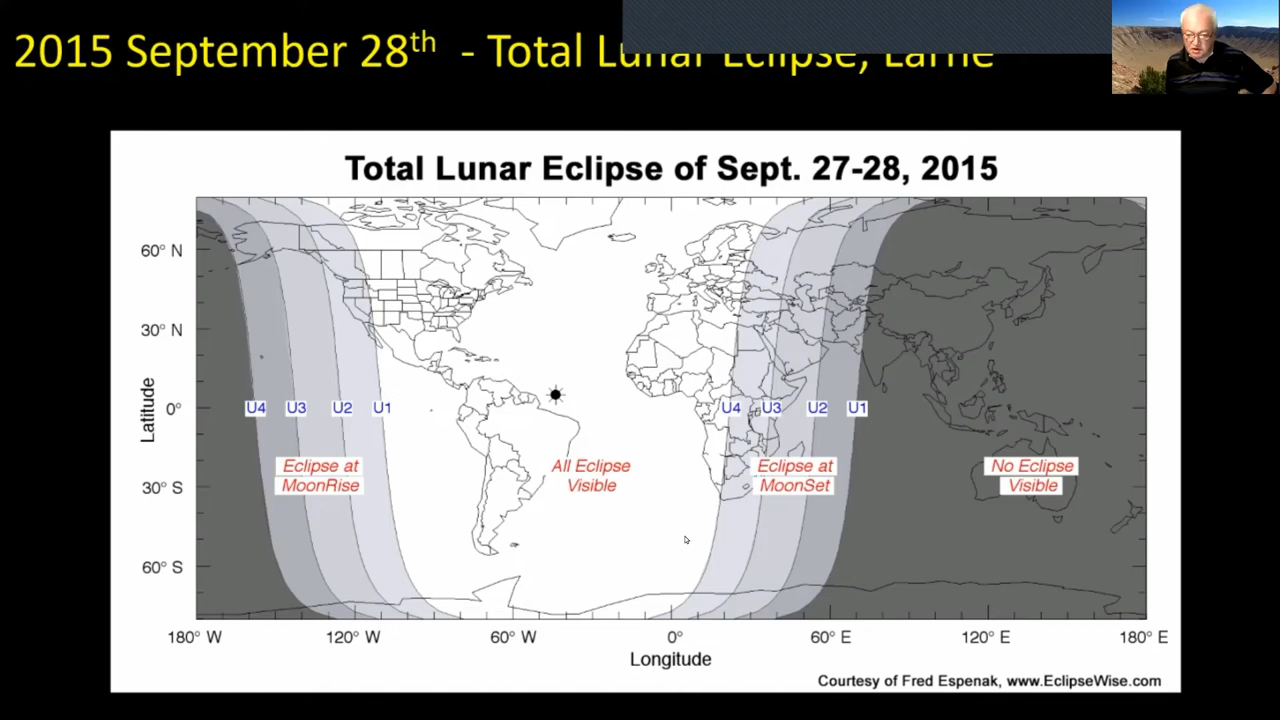 2015 September 28th - Total Lunar Eclipse, Larne
Total Lunar Eclipse of Sept. 27-28, 2015
60° N
30° N
0°
30° S
60° S
Latitude
U4 U3 U2 U1 U4 U3 U2 U1
Eclipse at
MoonRise
All Eclipse
Visible
Eclipse at
MoonSet
No Eclipse
Visible
180° W 120° W 60° W 0° 60° E 120° E 180° E
Longitude
Courtesy of Fred Espenak, www.EclipseWise.com